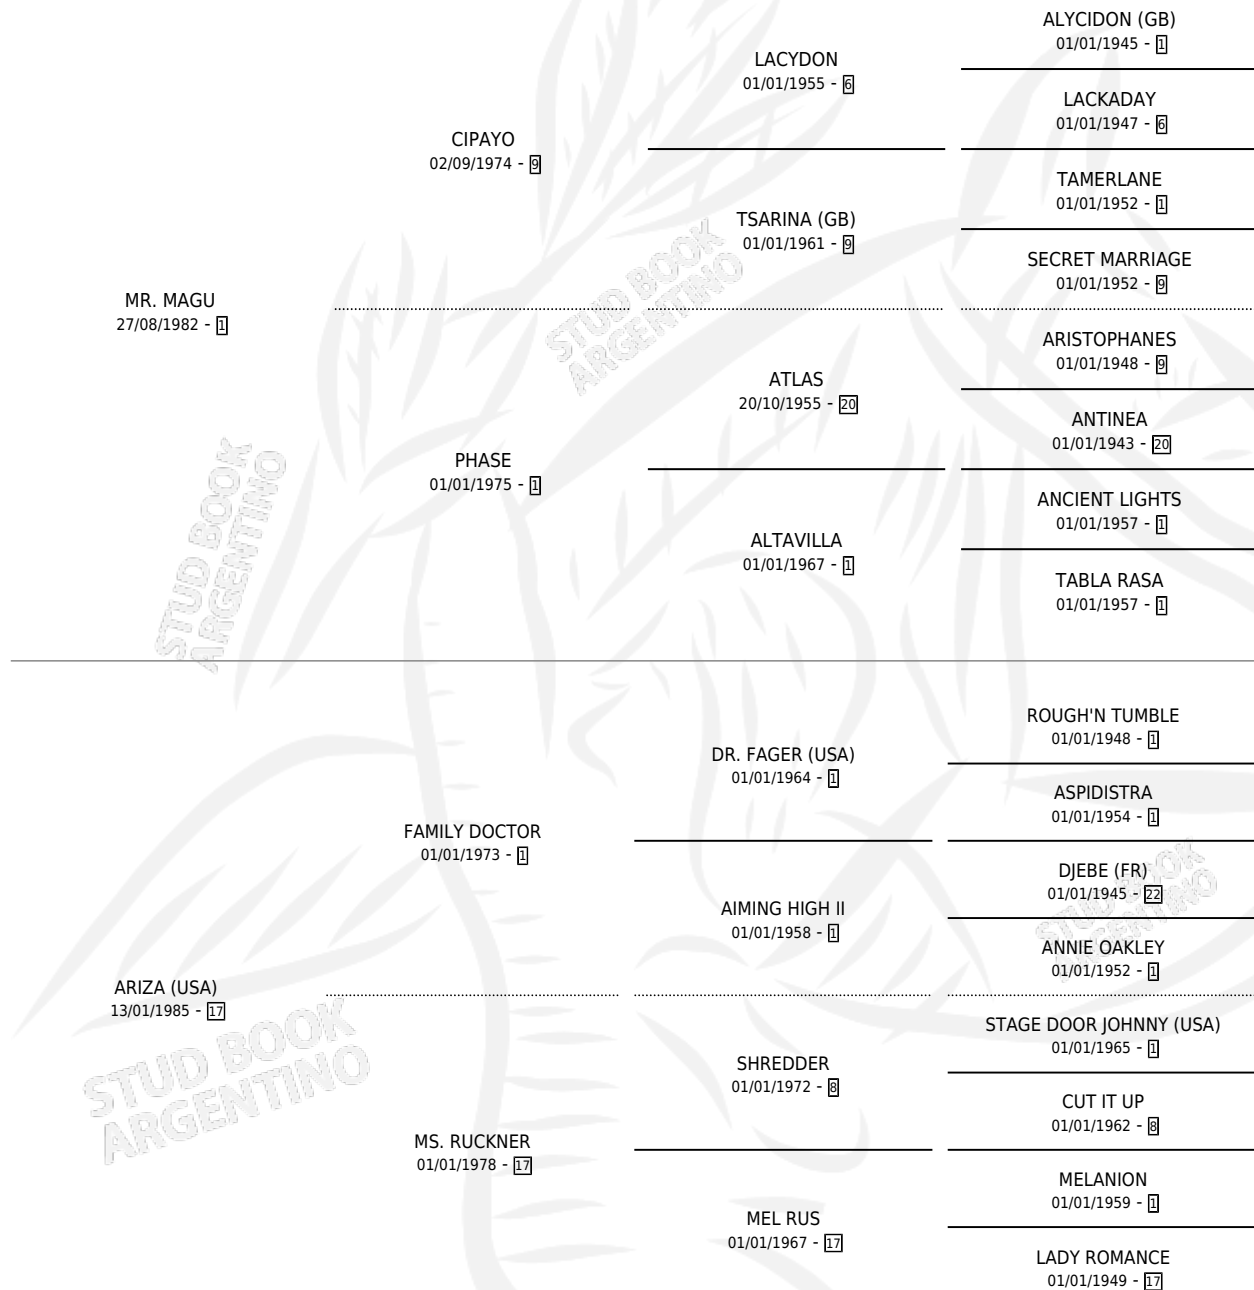 ALYCIDON (GB)
01/01/1945 - 1
LACYDON
01/01/1955 - 6
LACKADAY
01/01/1947 - 6
CIPAYO
02/09/1974 - 9
TAMERLANE
01/01/1952 - 1
TSARINA (GB)
01/01/1961 - 9
SECRET MARRIAGE
01/01/1952 - 9
MR. MAGU
27/08/1982 - 1
STUD BOOK
ARGENTINO
ARISTOPHANES
01/01/1948 - 9
ATLAS
20/10/1955 - 20
ANTINEA
01/01/1943 - 20
PHASE
01/01/1975 - 1
ANCIENT LIGHTS
01/01/1957 - 1
ALTAVILLA
01/01/1967 - 1
TABLA RASA
01/01/1957 - 1
STUD BOOK
ARGENTINO
ROUGH'N TUMBLE
01/01/1948 - 1
DR. FAGER (USA)
01/01/1964 - 1
ASPIDISTRA
01/01/1954 - 1
FAMILY DOCTOR
01/01/1973 - 1
DJEBE (FR)
01/01/1945 - 22
AIMING HIGH II
01/01/1958 - 1
STUD BOOK
ARGENTINO
ANNIE OAKLEY
01/01/1952 - 1
ARIZA (USA)
13/01/1985 - 17
STAGE DOOR JOHNNY (USA)
01/01/1965 - 1
SHREDDER
01/01/1972 - 8
STUD BOOK
ARGENTINO
CUT IT UP
01/01/1962 - 8
MS. RUCKNER
01/01/1978 - 17
MELANION
01/01/1959 - 1
MEL RUS
01/01/1967 - 17
LADY ROMANCE
01/01/1949 - 17